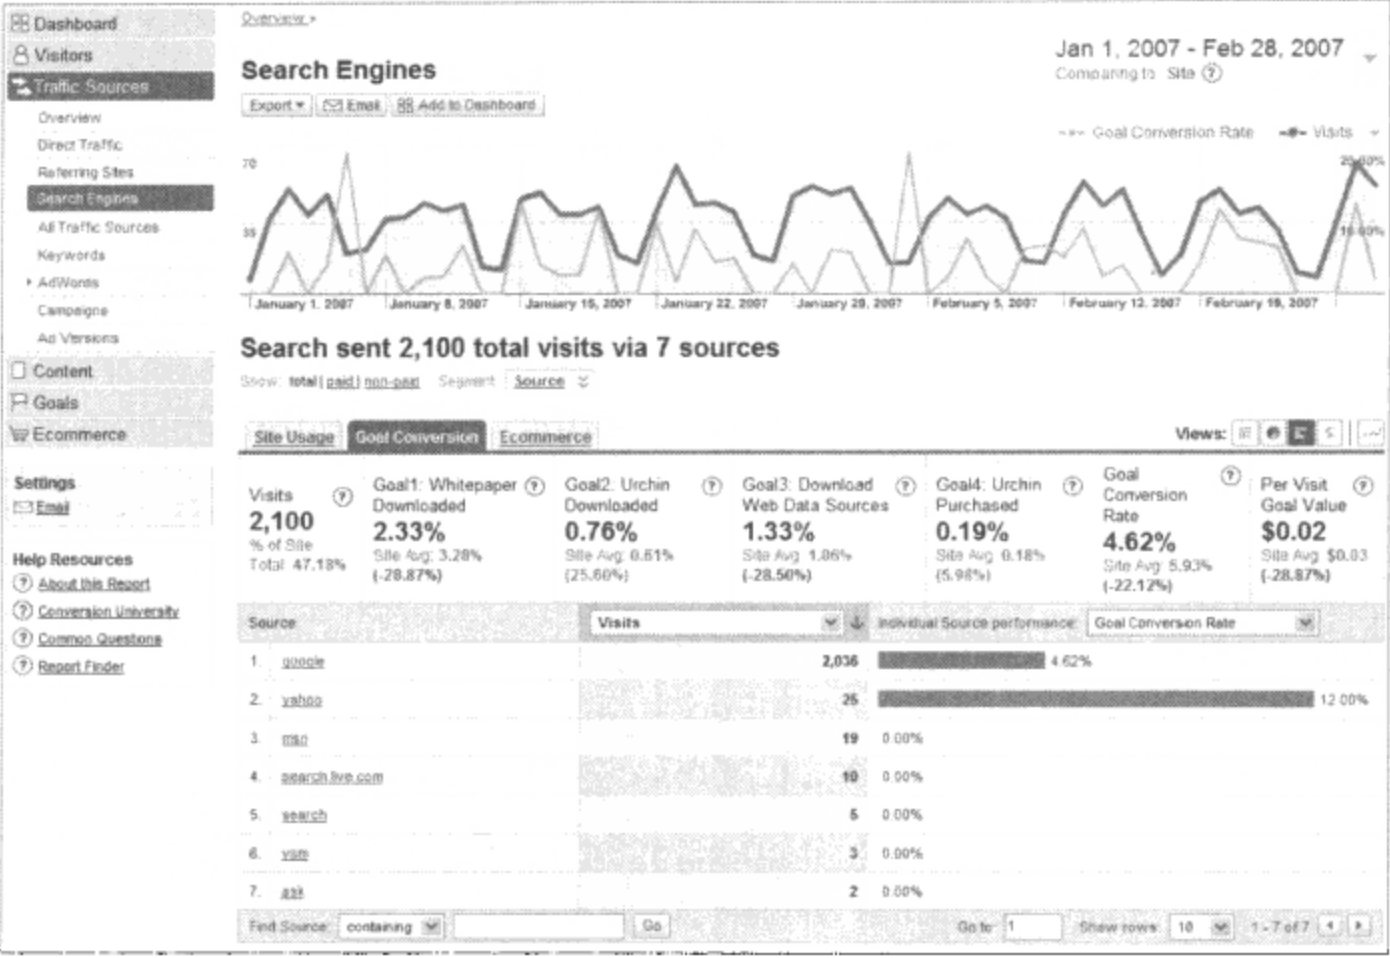 Dashboard
Visitors
Traffic Sources
Overview
Direct Traffic
Referring Sites
Search Engines
All Traffic Sources
Keywords
AdWords
Campaigns
Ad Versions
Content
Goals
Ecommerce
Settings
Email
Help Resources
About this Report
Conversion University
Common Questions
Report Finder
Overview »
Search Engines
Jan 1, 2007 - Feb 28, 2007
Comparing to: Site
Export Email Add to Dashboard
Goal Conversion Rate Visits
70 20.00%
35 10.00%
January 1, 2007 January 8, 2007 January 15, 2007 January 22, 2007 January 29, 2007 February 5, 2007 February 12, 2007 February 19, 2007
Search sent 2,100 total visits via 7 sources
Show: total | paid | non-paid Segment: Source
Site Usage Goal Conversion Ecommerce Views:
Visits
2,100
% of Site
Total: 47.18%
Goal1: Whitepaper
Downloaded
2.33%
Site Avg: 3.28%
(-28.87%)
Goal2: Urchin
Downloaded
0.76%
Site Avg: 0.61%
(25.60%)
Goal3: Download
Web Data Sources
1.33%
Site Avg: 1.86%
(-28.50%)
Goal4: Urchin
Purchased
0.19%
Site Avg: 0.18%
(5.98%)
Goal
Conversion
Rate
4.62%
Site Avg: 5.93%
(-22.12%)
Per Visit
Goal Value
$0.02
Site Avg: $0.03
(-28.87%)
Source Visits Individual Source performance: Goal Conversion Rate
1. google 2,036 4.62%
2. yahoo 25 12.00%
3. msn 19 0.00%
4. search.live.com 10 0.00%
5. search 5 0.00%
6. 3 0.00%
7. ask 2 0.00%
Find Source: containing Go Go to: 1 Show rows: 10 1 - 7 of 7